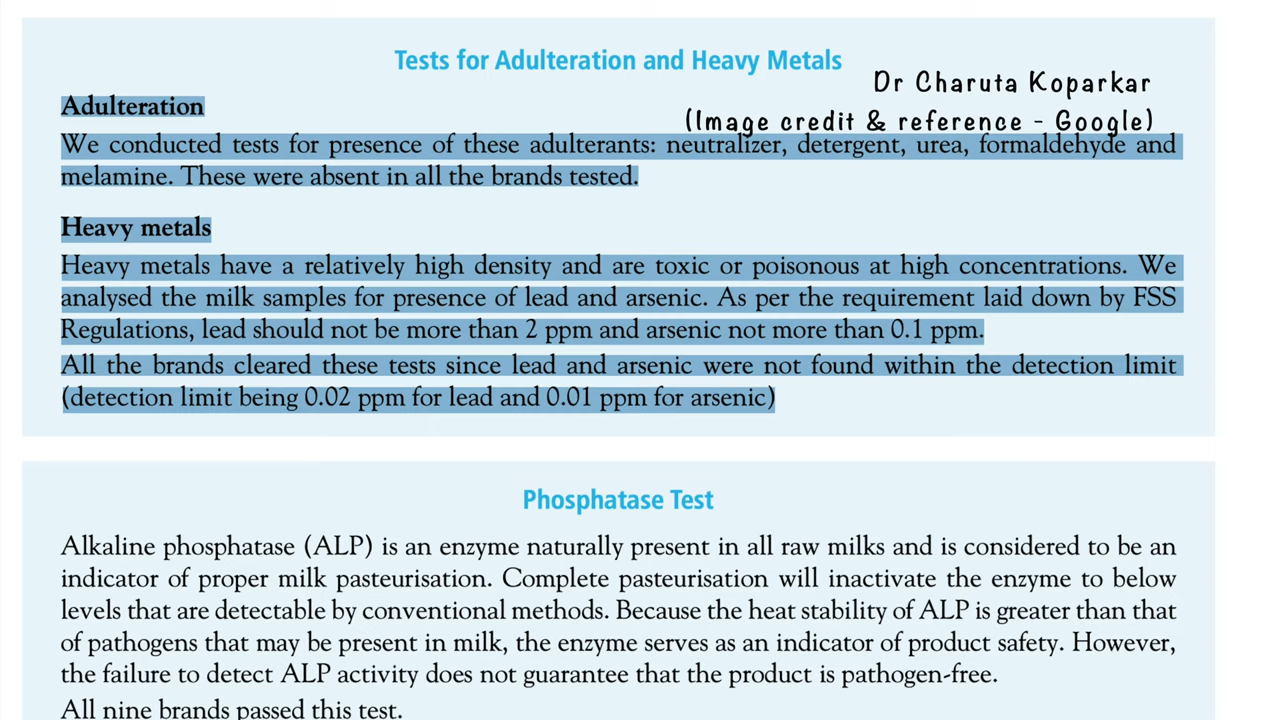 Tests for Adulteration and Heavy Metals
Dr Charuta Koparkar
(Image credit & reference - Google)
Adulteration
We conducted tests for presence of these adulterants: neutralizer, detergent, urea, formaldehyde and
melamine. These were absent in all the brands tested.
Heavy metals
Heavy metals have a relatively high density and are toxic or poisonous at high concentrations. We
analysed the milk samples for presence of lead and arsenic. As per the requirement laid down by FSS
Regulations, lead should not be more than 2 ppm and arsenic not more than 0.1 ppm.
All the brands cleared these tests since lead and arsenic were not found within the detection limit
(detection limit being 0.02 ppm for lead and 0.01 ppm for arsenic)
Phosphatase Test
Alkaline phosphatase (ALP) is an enzyme naturally present in all raw milks and is considered to be an
indicator of proper milk pasteurisation. Complete pasteurisation will inactivate the enzyme to below
levels that are detectable by conventional methods. Because the heat stability of ALP is greater than that
of pathogens that may be present in milk, the enzyme serves as an indicator of product safety. However,
the failure to detect ALP activity does not guarantee that the product is pathogen-free.
All nine brands passed this test.